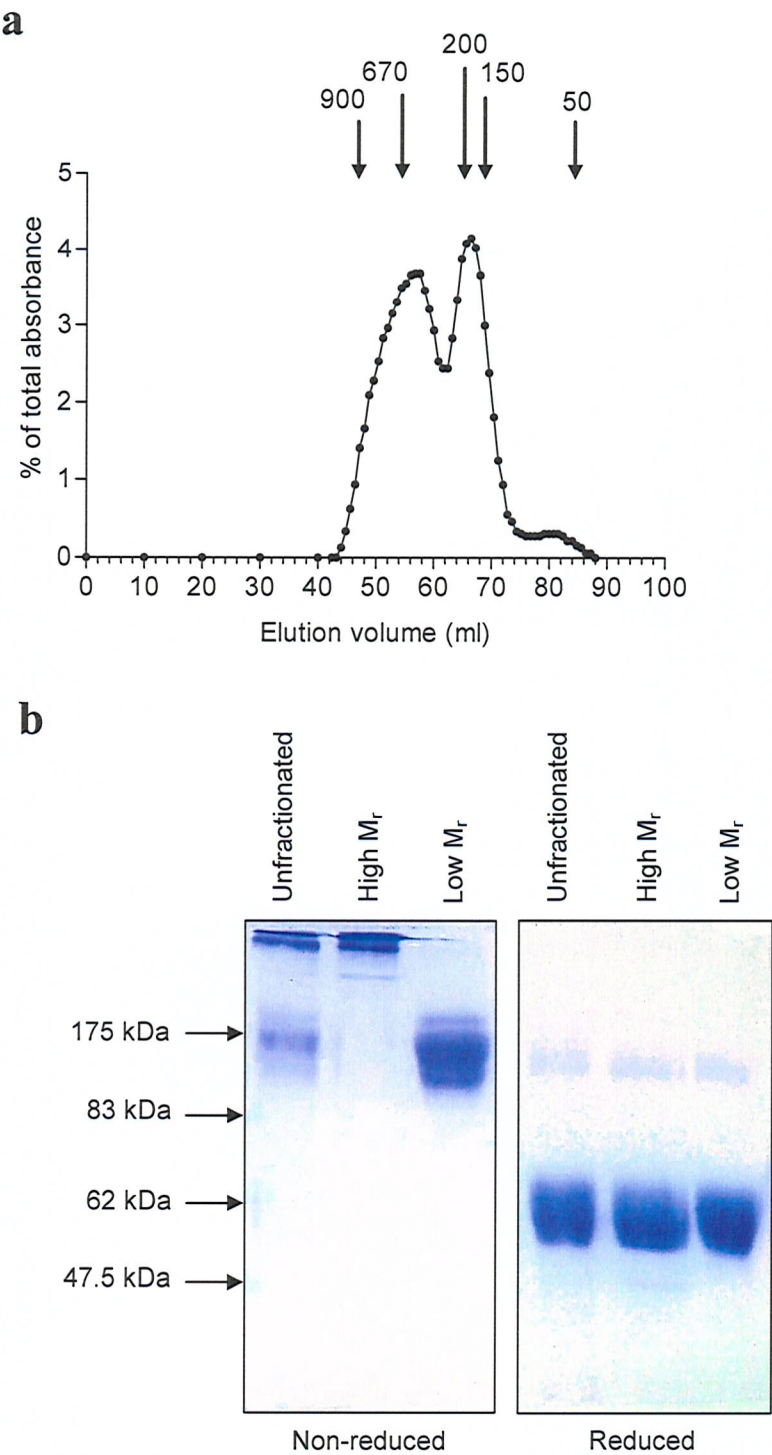 a
200
670 150
900 50
5
4
3
2
1
0
% of total absorbance
0 10 20 30 40 50 60 70 80 90 100
Elution volume (ml)
b
Unfractionated
High Mr
Low Mr
Unfractionated
High Mr
Low Mr
175 kDa
83 kDa
62 kDa
47.5 kDa
Non-reduced Reduced